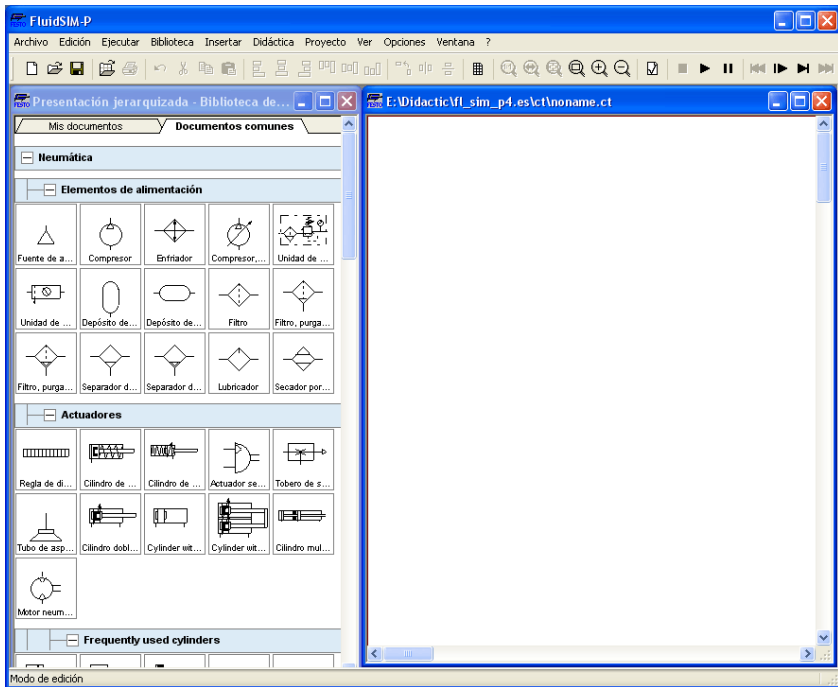 FluidSIM-P
Archivo Edición Ejecutar Biblioteca Insertar Didáctica Proyecto Ver Opciones Ventana ?
Presentación jerarquizada - Biblioteca de...
Mis documentos Documentos comunes
Neumática
Elementos de alimentación
Fuente de a... Compresor Enfriador Compresor,... Unidad de ...
Unidad de ... Depósito de... Depósito de... Filtro Filtro, purga...
Filtro, purga... Separador d... Separador d... Lubricador Secador por...
Actuadores
Regla de di... Cilindro de ... Cilindro de ... Actuador se... Tobero de s...
Tubo de asp... Cilindro dobl... Cylinder wit... Cylinder wit... Cilindro mul...
Motor neum...
Frequently used cylinders
E:\Didactic\fl_sim_p4.es\ct\noname.ct
Modo de edición